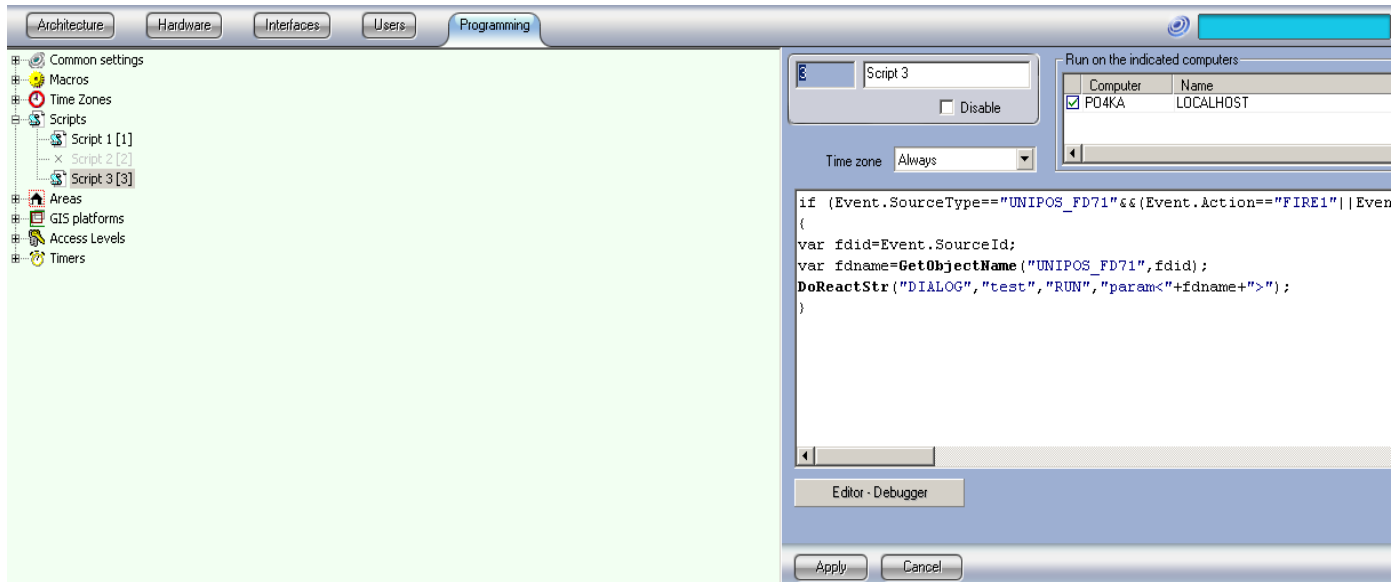 Architecture Hardware Interfaces Users Programming
Common settings
Macros
Time Zones
Scripts
Script 1 [1]
Script 2 [2]
Script 3 [3]
Areas
GIS platforms
Access Levels
Timers
3 Script 3
Disable
Time zone Always
Run on the indicated computers
Computer Name
PO4KA LOCALHOST
if (Event.SourceType=="UNIPOS_FD71"&&(Event.Action=="FIRE1"||Even
{
var fdid=Event.SourceId;
var fdname=GetObjectName("UNIPOS_FD71",fdid);
DoReactStr("DIALOG","test","RUN","param<"+fdname+">");
}
Editor - Debugger
Apply Cancel